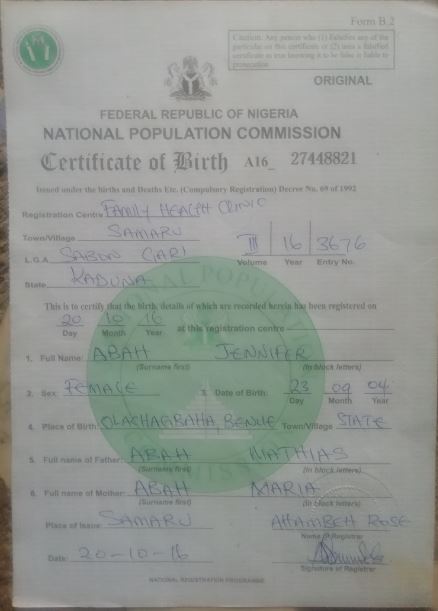 Form B.2
Caution: Any person who (1) Falsifies any of the
particular on this certificate or (2) uses a falsified
certificate as true knowing it to be false is liable to
prosecution
ORIGINAL
FEDERAL REPUBLIC OF NIGERIA
NATIONAL POPULATION COMMISSION
Certificate of Birth A16_ 27448821
Issued under the births and Deaths Etc. (Compulsory Registration) Decree No. 69 of 1992
Registration Centre FAMILY HEALTH CLINIC
Town/Village SAMARU
L.G.A SABON GARI III 16 3676
Volume Year Entry No.
State KADUNA
This is to certify that the birth, details of which are recorded herein has been registered on
20 10 16 at this registration centre
Day Month Year
1. Full Name: ABAH JENNIFER
(Surname first) (In block letters)
2. Sex: FEMALE 3. Date of Birth: 23 09 04
Day Month Year
4. Place of Birth: BENUE Town/Village STATE
5. Full name of Father: ABAH MATHIAS
(Surname first) (In block letters)
6. Full name of Mother: ABAH MARIA
(Surname first) (In block letters)
Place of Issue: SAMARU ROSE
Name of Registrar
Date: 20-10-16
Signature of Registrar
NATIONAL REGISTRATION PROGRAMME